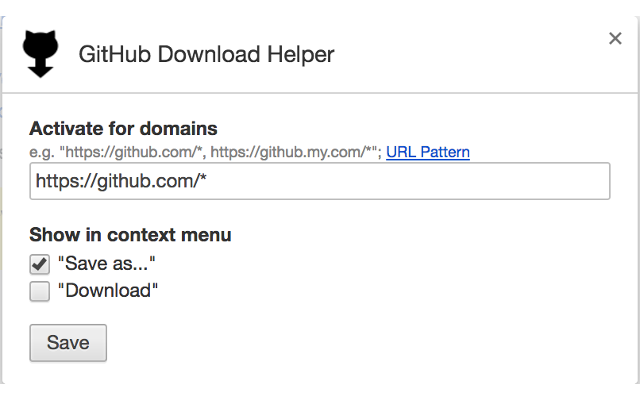 GitHub Download Helper
Activate for domains
e.g. "https://github.com/*, https://github.my.com/*"; URL Pattern
https://github.com/*
Show in context menu
"Save as..."
"Download"
Save